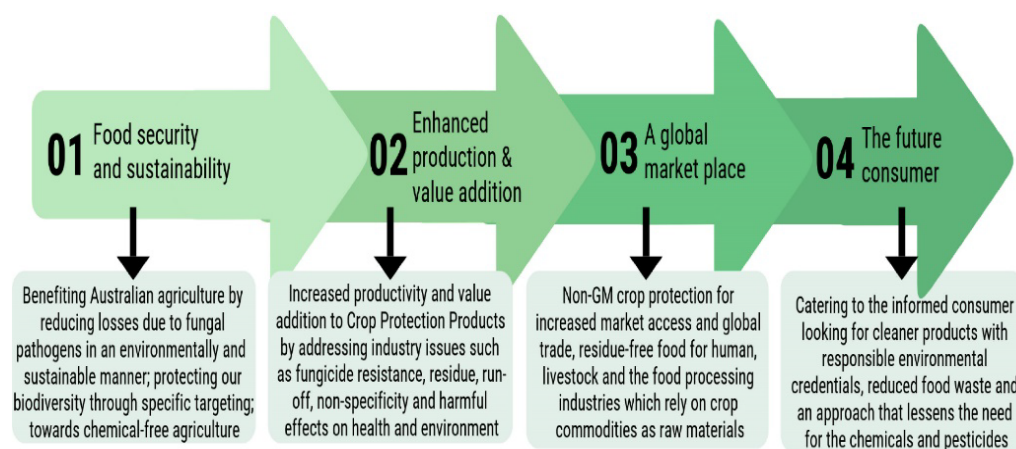 01
Food security
and sustainability
02
Enhanced
production &
value addition
03
A global
market place
04
The future
consumer
Benefiting Australian agriculture by
reducing losses due to fungal
pathogens in an environmentally and
sustainable manner; protecting our
biodiversity through specific targeting;
towards chemical-free agriculture
Increased productivity and value
addition to Crop Protection Products
by addressing industry issues such
as fungicide resistance, residue, run-
off, non-specificity and harmful
effects on health and environment
Non-GM crop protection for
increased market access and global
trade, residue-free food for human,
livestock and the food processing
industries which rely on crop
commodities as raw materials
Catering to the informed consumer
looking for cleaner products with
responsible environmental
credentials, reduced food waste and
an approach that lessens the need
for the chemicals and pesticides